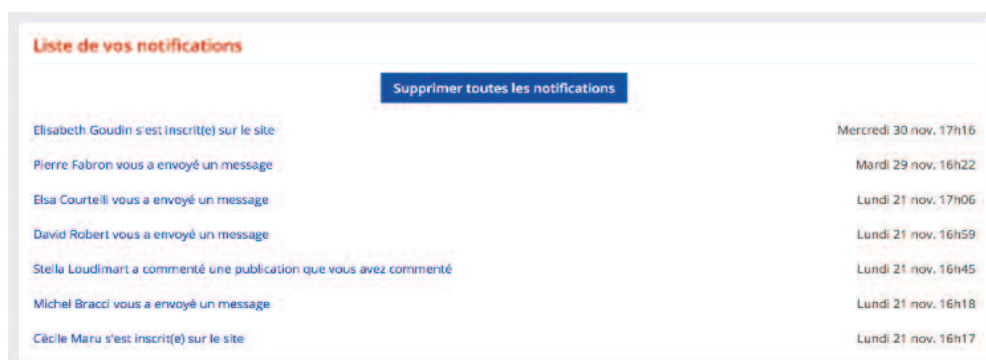 Liste de vos notifications
Supprimer toutes les notifications
Elisabeth Goudin s'est inscrit(e) sur le site Mercredi 30 nov. 17h16
Pierre Fabron vous a envoyé un message Mardi 29 nov. 16h22
Elsa Courtelli vous a envoyé un message Lundi 21 nov. 17h06
David Robert vous a envoyé un message Lundi 21 nov. 16h59
Stella Loudimart a commenté une publication que vous avez commenté Lundi 21 nov. 16h45
Michel Bracci vous a envoyé un message Lundi 21 nov. 16h18
Cécile Maru s'est inscrit(e) sur le site Lundi 21 nov. 16h17